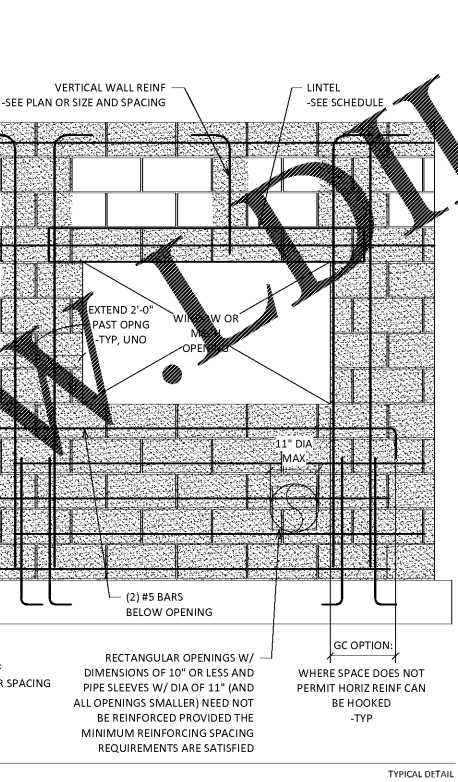 VERTICAL WALL REINF
-SEE PLAN OR SIZE AND SPACING
LINTEL
-SEE SCHEDULE
W.LDI
EXTEND 2'-0"
PAST OPNG
-TYP, UNO
WINDOW OR
OPENING
11" DIA
MAX
(2) #5 BARS
BELOW OPENING
GC OPTION:
WHERE SPACE DOES NOT
PERMIT HORIZ REINF CAN
BE HOOKED
-TYP
R SPACING
RECTANGULAR OPENINGS W/
DIMENSIONS OF 10" OR LESS AND
PIPE SLEEVES W/ DIA OF 11" (AND
ALL OPENINGS SMALLER) NEED NOT
BE REINFORCED PROVIDED THE
MINIMUM REINFORCING SPACING
REQUIREMENTS ARE SATISFIED
TYPICAL DETAIL